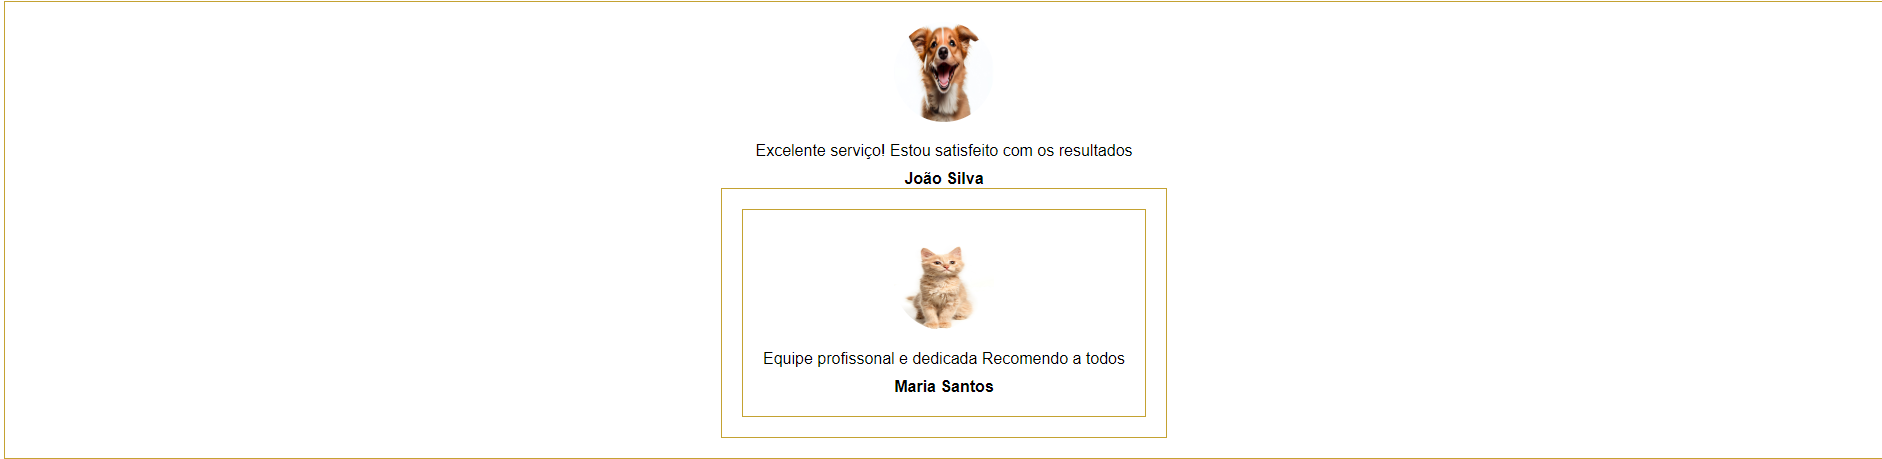 Excelente serviço! Estou satisfeito com os resultados
João Silva
Equipe profissonal e dedicada Recomendo a todos
Maria Santos